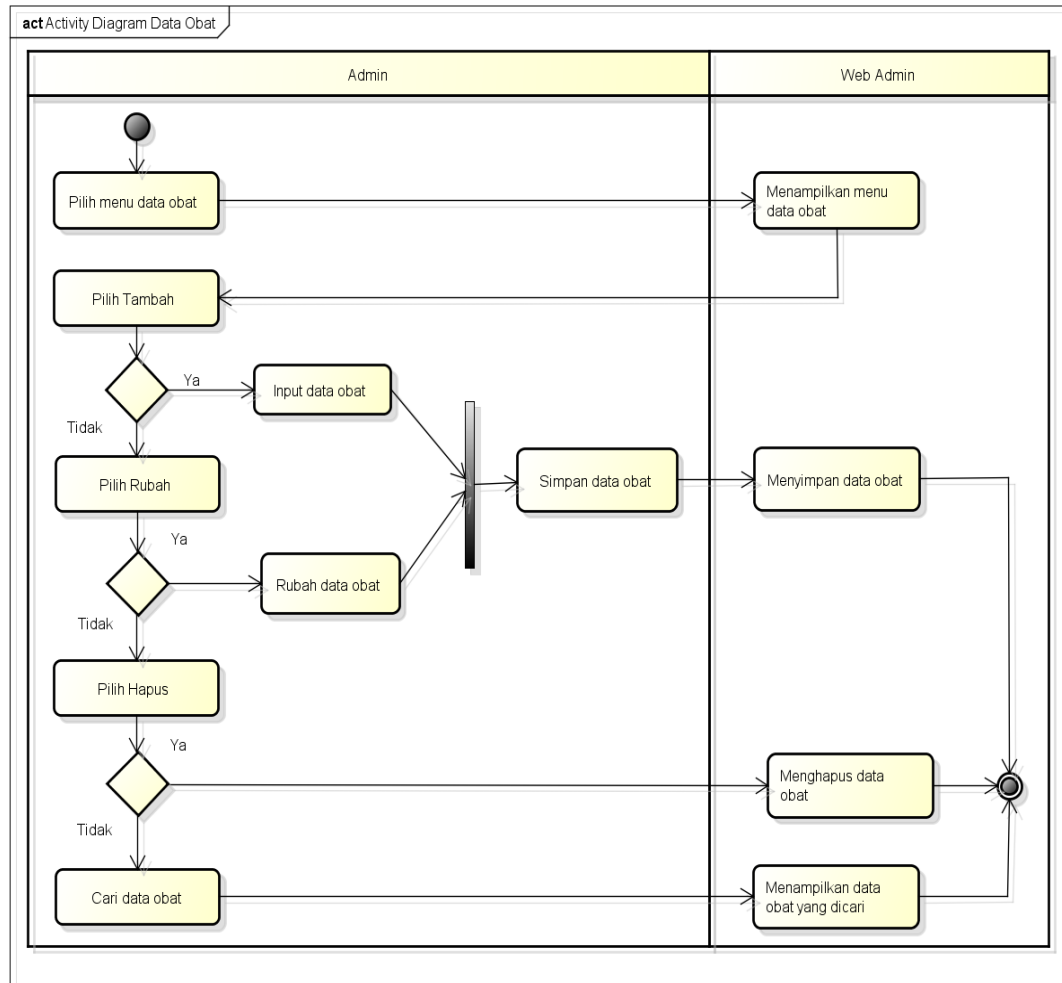 act Activity Diagram Data Obat
Admin
Web Admin
Pilih menu data obat
Menampilkan menu
data obat
Pilih Tambah
Ya
Input data obat
Tidak
Pilih Rubah
Simpan data obat
Menyimpan data obat
Ya
Rubah data obat
Tidak
Pilih Hapus
Ya
Menghapus data
obat
Tidak
Cari data obat
Menampilkan data
obat yang dicari